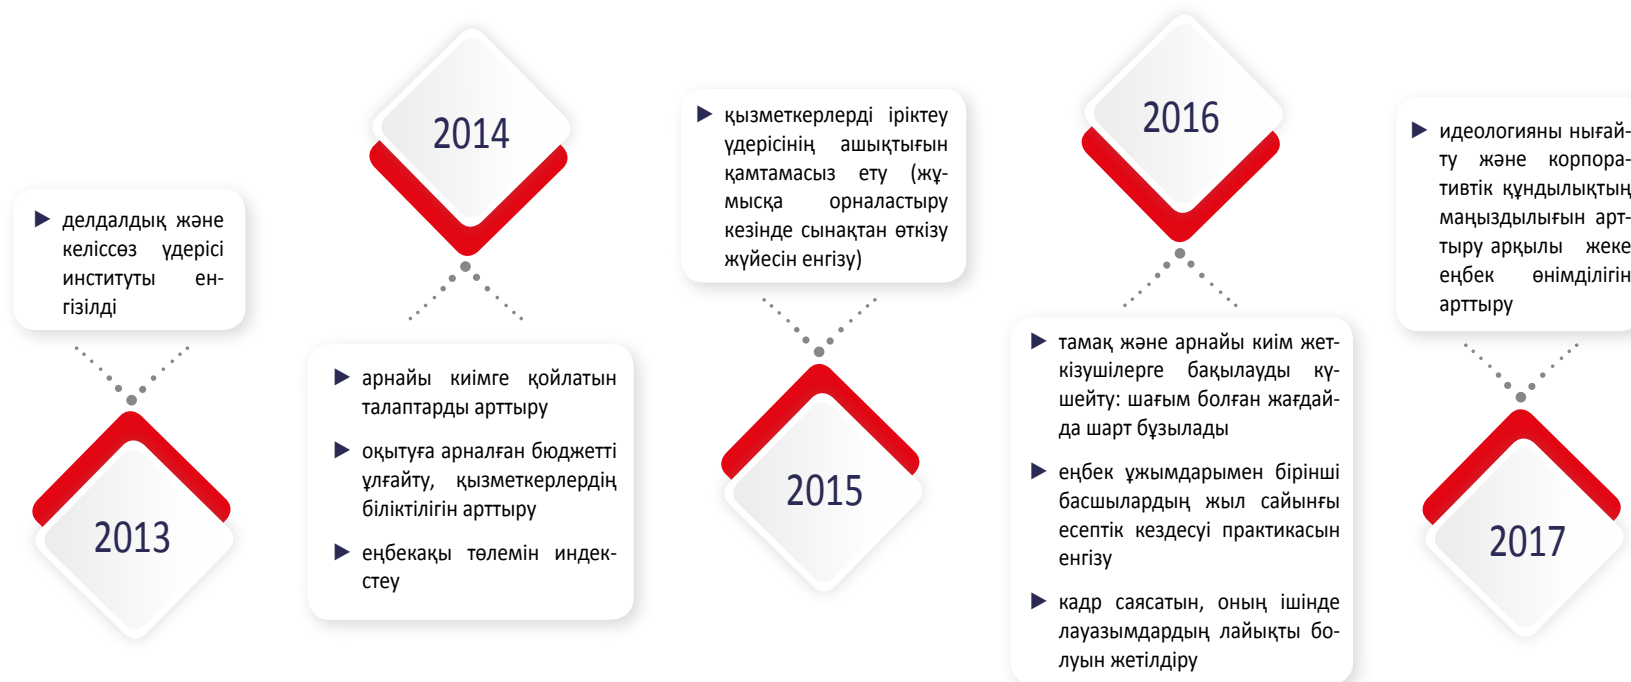 делдалдық және
келіссөз үдерісі
институты ен-
гізілді
2013
2014
арнайы киімге қойлатын
талаптарды арттыру
оқытуға арналған бюджетті
ұлғайту, қызметкерлердің
біліктілігін арттыру
еңбекақы төлемін индек-
стеу
қызметкерлерді іріктеу
үдерісінің ашықтығын
қамтамасыз ету (жұ-
мысқа орналастыру
кезінде сынақтан өткізу
жүйесін енгізу)
2015
2016
тамақ және арнайы киім жет-
кізушілерге бақылауды кү-
шейту: шағым болған жағдай-
да шарт бұзылады
еңбек ұжымдарымен бірінші
басшылардың жыл сайынғы
есептік кездесуі практикасын
енгізу
кадр саясатын, оның ішінде
лауазымдардың лайықты бо-
луын жетілдіру
идеологияны нығай-
ту және корпора-
тивтік құндылықтың
маңыздылығын арт-
тыру арқылы жеке
еңбек өнімділігін
арттыру
2017